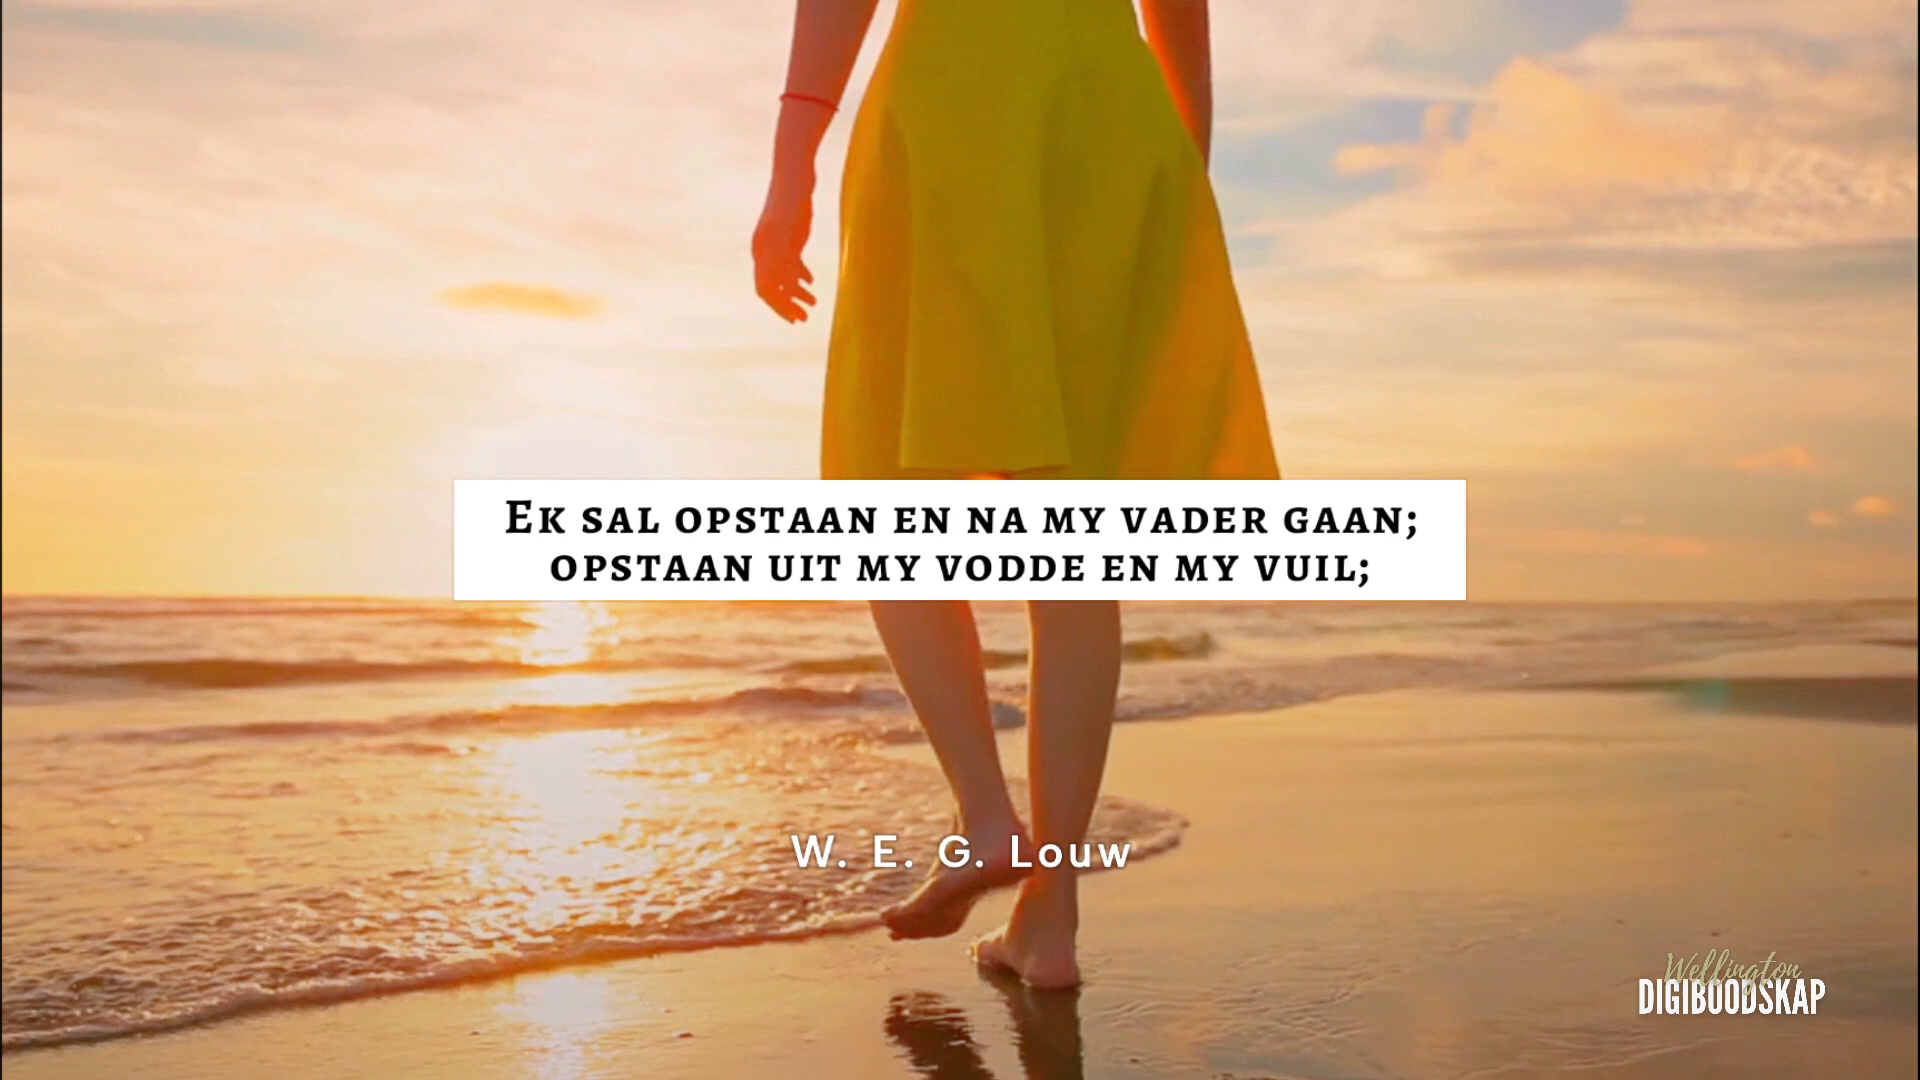 Ek sal opstaan en na my vader gaan;
opstaan uit my vodde en my vuil;
W. E. G. Louw
Wellington
DIGIBOODSKAP